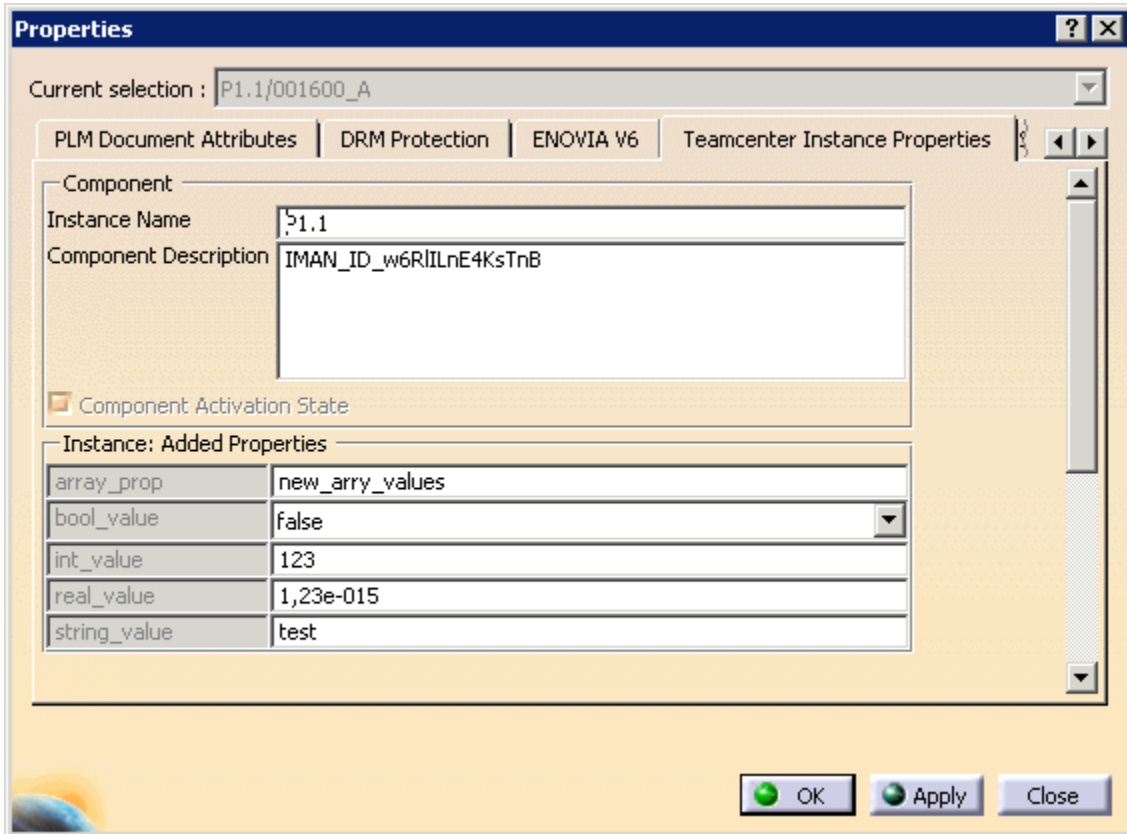 Properties
Current selection : P1.1/001600_A
PLM Document Attributes DRM Protection ENOVIA V6 Teamcenter Instance Properties
Component
Instance Name P1.1
Component Description IMAN_ID_w6RlILnE4KsTnB
Component Activation State
Instance: Added Properties
array_prop new_arry_values
bool_value false
int_value 123
real_value 1,23e-015
string_value test
OK Apply Close